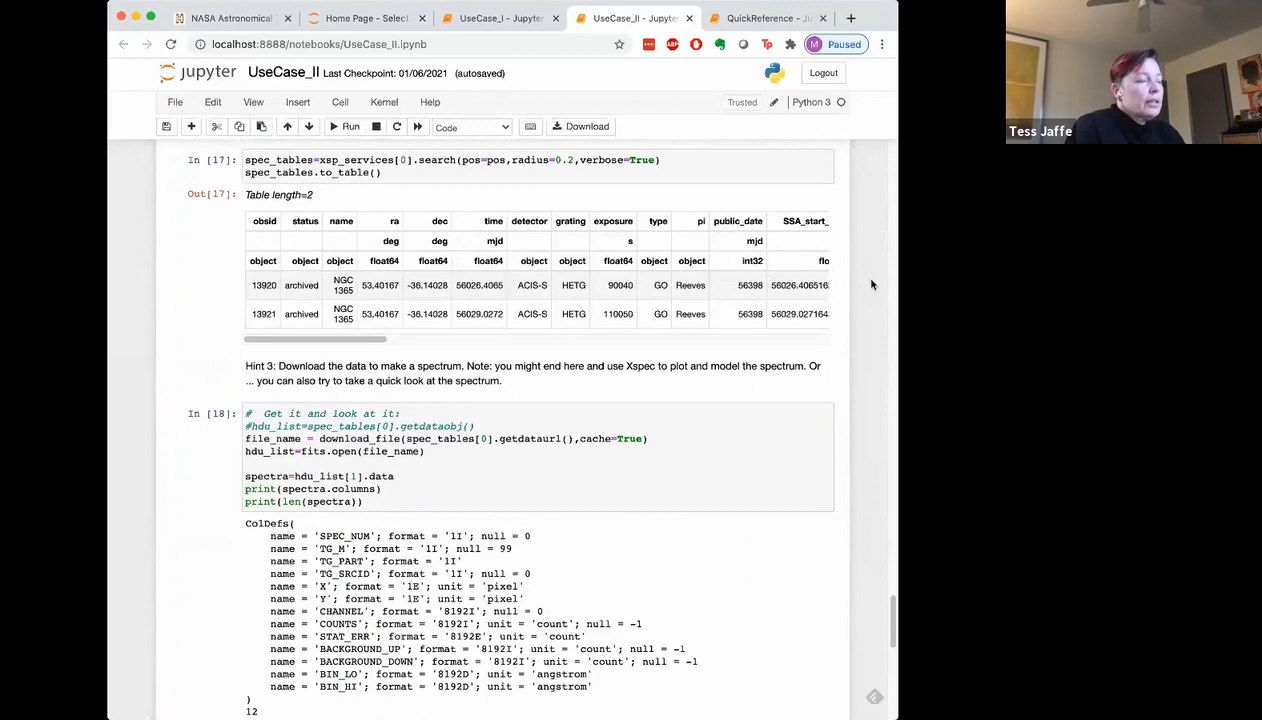 NASA Astronomical
Home Page - Select
UseCase_I - Jupyter
UseCase_II - Jupyter
QuickReference - Ju
localhost:8888/notebooks/UseCase_II.ipynb
ABP
Tp
M
Paused
jupyter UseCase_II Last Checkpoint: 01/06/2021 (autosaved)
Logout
File Edit View Insert Cell Kernel Help
Trusted
Python 3
Run
Code
Download
In [17]: spec_tables=xsp_services[0].search(pos=pos,radius=0.2,verbose=True)
spec_tables.to_table()
Out[17]: Table length=2
obsid status name ra dec time detector grating exposure type pi public_date SSA_start_
deg deg mjd s mjd
object object object float64 float64 float64 object object float64 object object int32 flo
13920 archived NGC 1365 53.40167 -36.14028 56026.4065 ACIS-S HETG 90040 GO Reeves 56398 56026.4065162
13921 archived NGC 1365 53.40167 -36.14028 56029.0272 ACIS-S HETG 110050 GO Reeves 56398 56029.0271643
Hint 3: Download the data to make a spectrum. Note: you might end here and use Xspec to plot and model the spectrum. Or
... you can also try to take a quick look at the spectrum.
In [18]: # Get it and look at it:
#hdu_list=spec_tables[0].getdataobj()
file_name = download_file(spec_tables[0].getdataurl(),cache=True)
hdu_list=fits.open(file_name)
spectra=hdu_list[1].data
print(spectra.columns)
print(len(spectra))
ColDefs(
name = 'SPEC_NUM'; format = '1I'; null = 0
name = 'TG_M'; format = '1I'; null = 99
name = 'TG_PART'; format = '1I'
name = 'TG_SRCID'; format = '1I'; null = 0
name = 'X'; format = '1E'; unit = 'pixel'
name = 'Y'; format = '1E'; unit = 'pixel'
name = 'CHANNEL'; format = '8192I'; null = 0
name = 'COUNTS'; format = '8192I'; unit = 'count'; null = -1
name = 'STAT_ERR'; format = '8192E'; unit = 'count'
name = 'BACKGROUND_UP'; format = '8192I'; unit = 'count'; null = -1
name = 'BACKGROUND_DOWN'; format = '8192I'; unit = 'count'; null = -1
name = 'BIN_LO'; format = '8192D'; unit = 'angstrom'
name = 'BIN_HI'; format = '8192D'; unit = 'angstrom'
)
12
Tess Jaffe